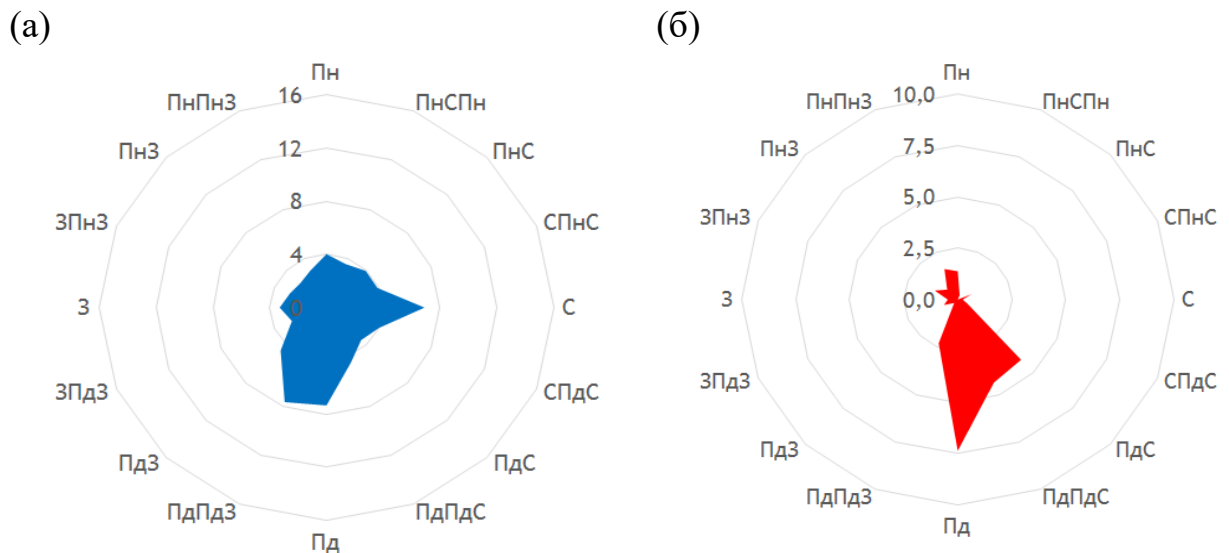 (а)
Пн
16
ПнСПн
12
ПнС
8
СПнС
4
С
0
СПдС
ПдС
ПдПдС
Пд
ПдПдЗ
ПдЗ
ЗПдЗ
З
ЗПнЗ
ПнЗ
ПнПнЗ
(б)
Пн
10,0
ПнСПн
7,5
ПнС
5,0
СПнС
2,5
С
0,0
СПдС
ПдС
ПдПдС
Пд
ПдПдЗ
ПдЗ
ЗПдЗ
З
ЗПнЗ
ПнЗ
ПнПнЗ